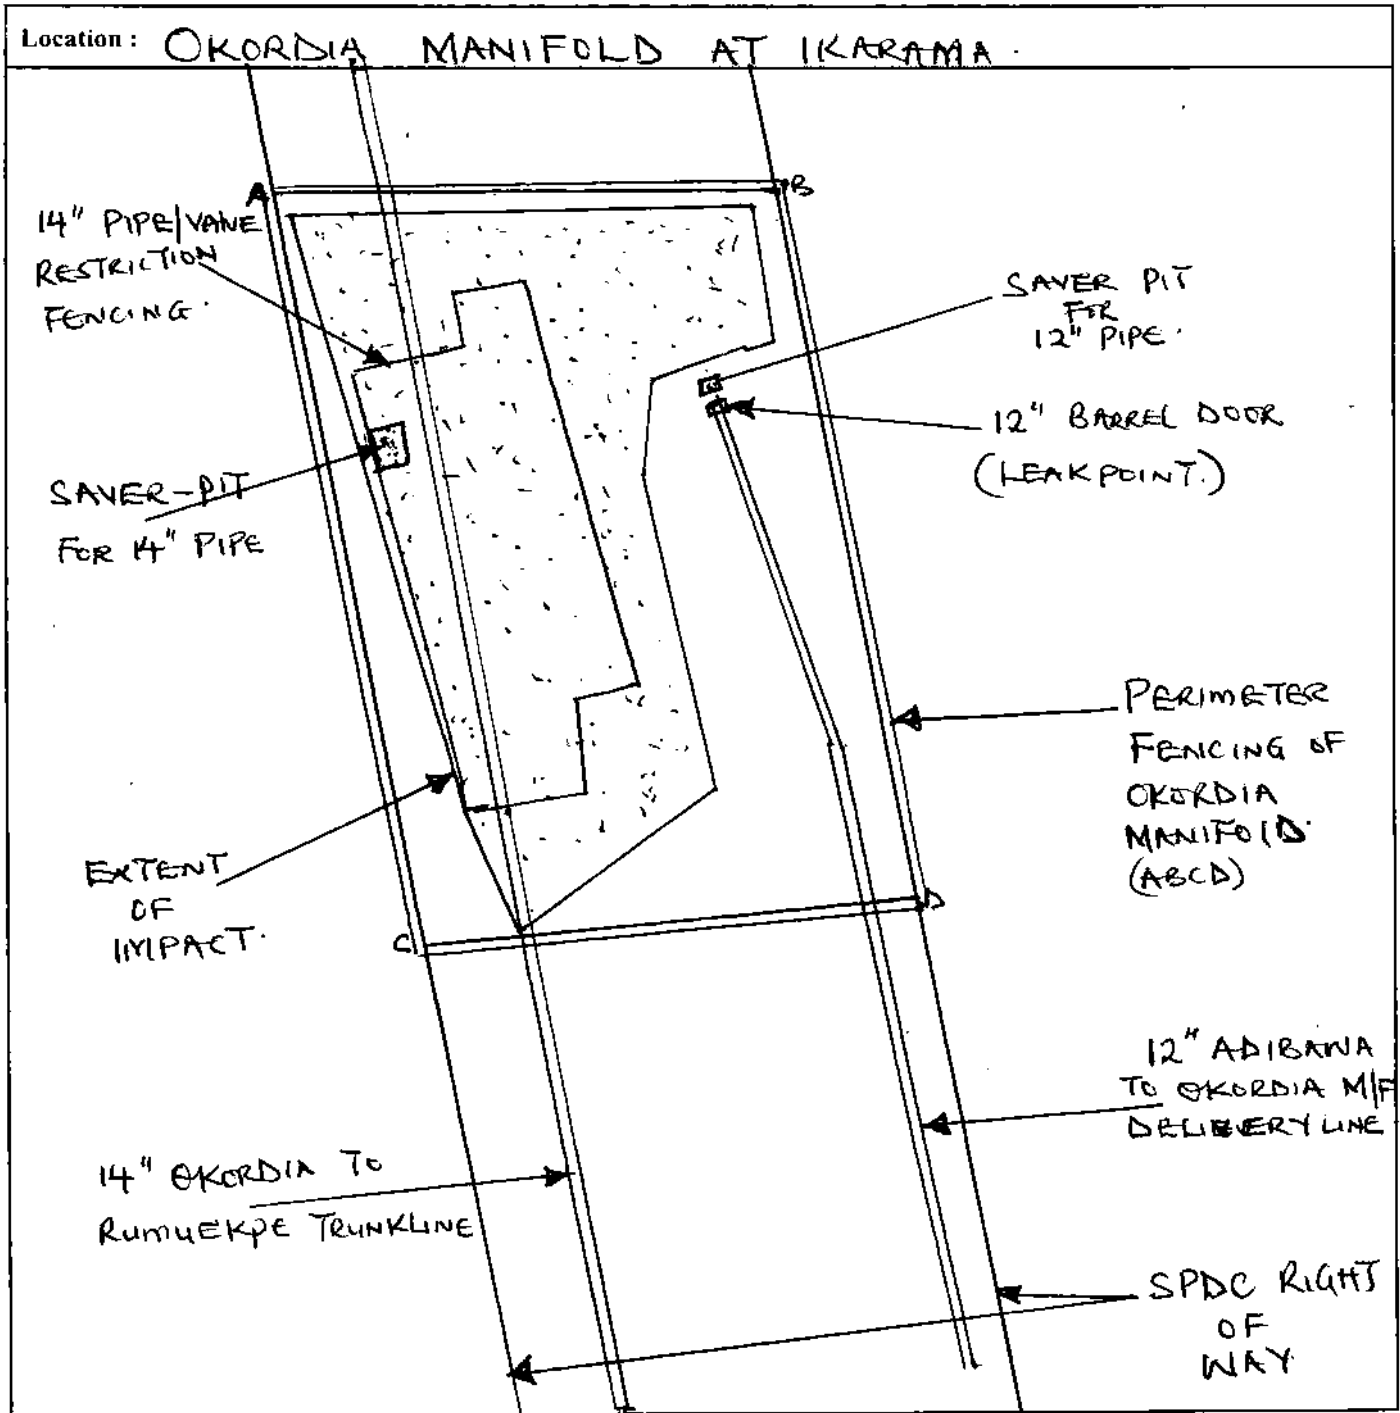 Location : OKORDIA MANIFOLD AT IKARAMA.
A
B
14" PIPE/VANE
RESTRICTION
FENCING.
SAVER PIT
FOR
12" PIPE.
12" BARREL DOOR
(LEAKPOINT.)
SAVER-PIT
FOR 14" PIPE
PERIMETER
FENCING OF
OKORDIA
MANIFOLD.
(ABCD)
EXTENT
OF
IMPACT.
C
D
12" ADIBAWA
TO OKORDIA M/F
DELIVERY LINE
14" OKORDIA TO
RUMUEKPE TRUNKLINE
SPDC RIGHT
OF
WAY